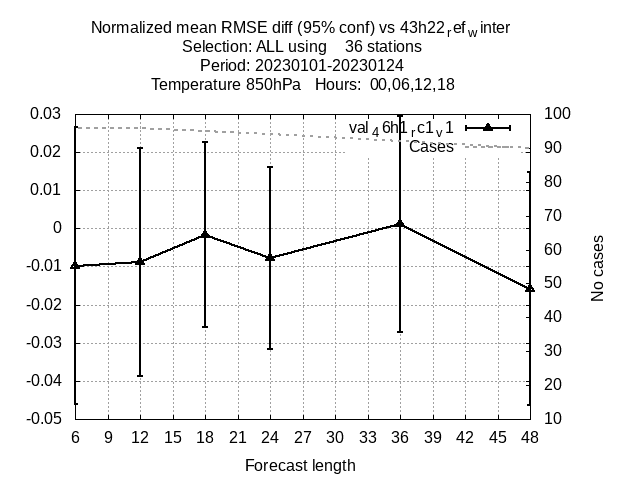 Normalized mean RMSE diff (95% conf) vs 43h22refwinter
Selection: ALL using 36 stations
Period: 20230101-20230124
Temperature 850hPa Hours: 00,06,12,18
val46h1rc1v1
Cases
0.03
0.02
0.01
0
-0.01
-0.02
-0.03
-0.04
-0.05
100
90
80
70
60
50
40
30
20
10
No cases
6 9 12 15 18 21 24 27 30 33 36 39 42 45 48
Forecast length